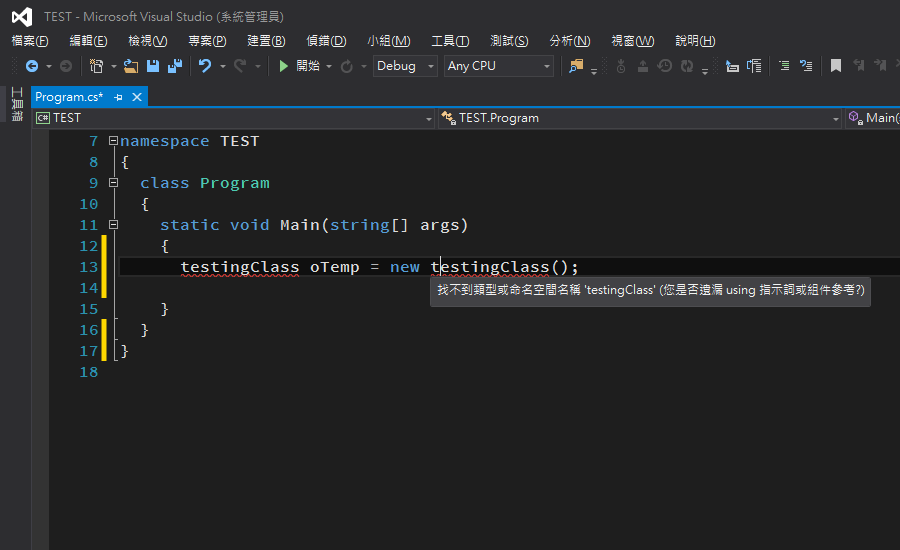 TEST - Microsoft Visual Studio (系統管理員)
檔案(F) 編輯(E) 檢視(V) 專案(P) 建置(B) 偵錯(D) 小組(M) 工具(T) 測試(S) 分析(N) 視窗(W) 說明(H)
開始 Debug Any CPU
工具箱
Program.cs*
TEST TEST.Program Main(
7 namespace TEST
8 {
9 class Program
10 {
11 static void Main(string[] args)
12 {
13 testingClass oTemp = new testingClass();
找不到類型或命名空間名稱 'testingClass' (您是否遺漏 using 指示詞或組件參考?)
14
15 }
16 }
17 }
18